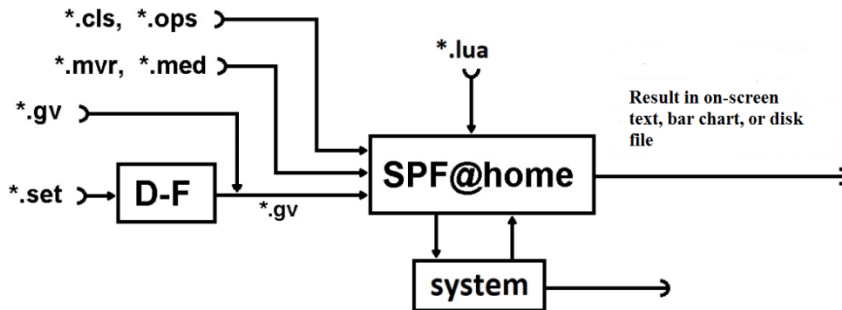 *.cls, *.ops
*.mvr, *.med
*.gv
*.set
D-F
*.gv
*.lua
SPF@home
system
Result in on-screen
text, bar chart, or disk
file